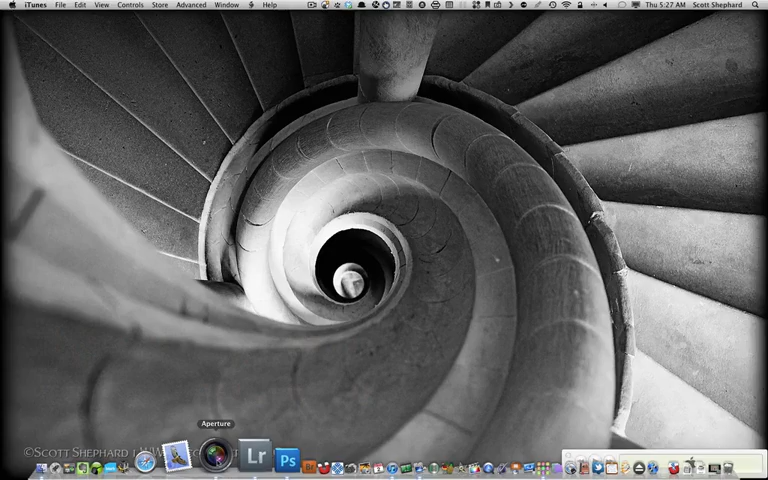 iTunes File Edit View Controls Store Advanced Window Help Thu 5:27 AM Scott Shephard
Aperture
Lr Ps Br
©Scott Shephard